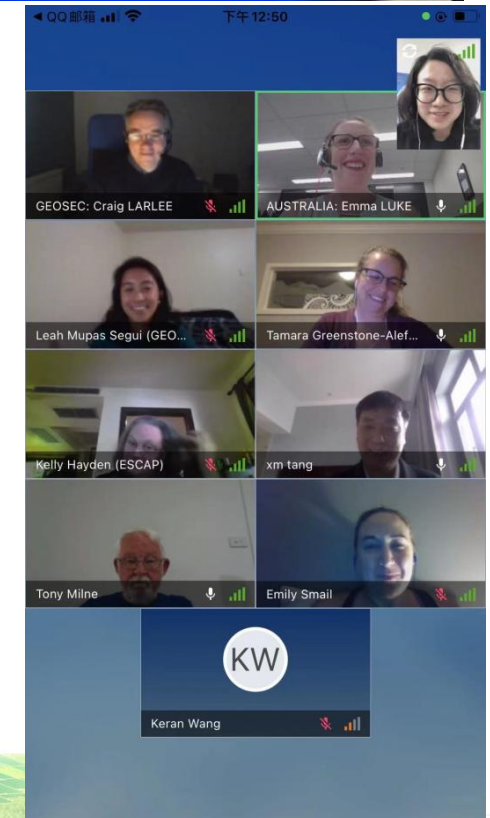 QQ邮箱
下午12:50
GEOSEC: Craig LARLEE
AUSTRALIA: Emma LUKE
Leah Mupas Segui (GEO...
Tamara Greenstone-Alef...
Kelly Hayden (ESCAP)
xm tang
Tony Milne
Emily Smail
KW
Keran Wang